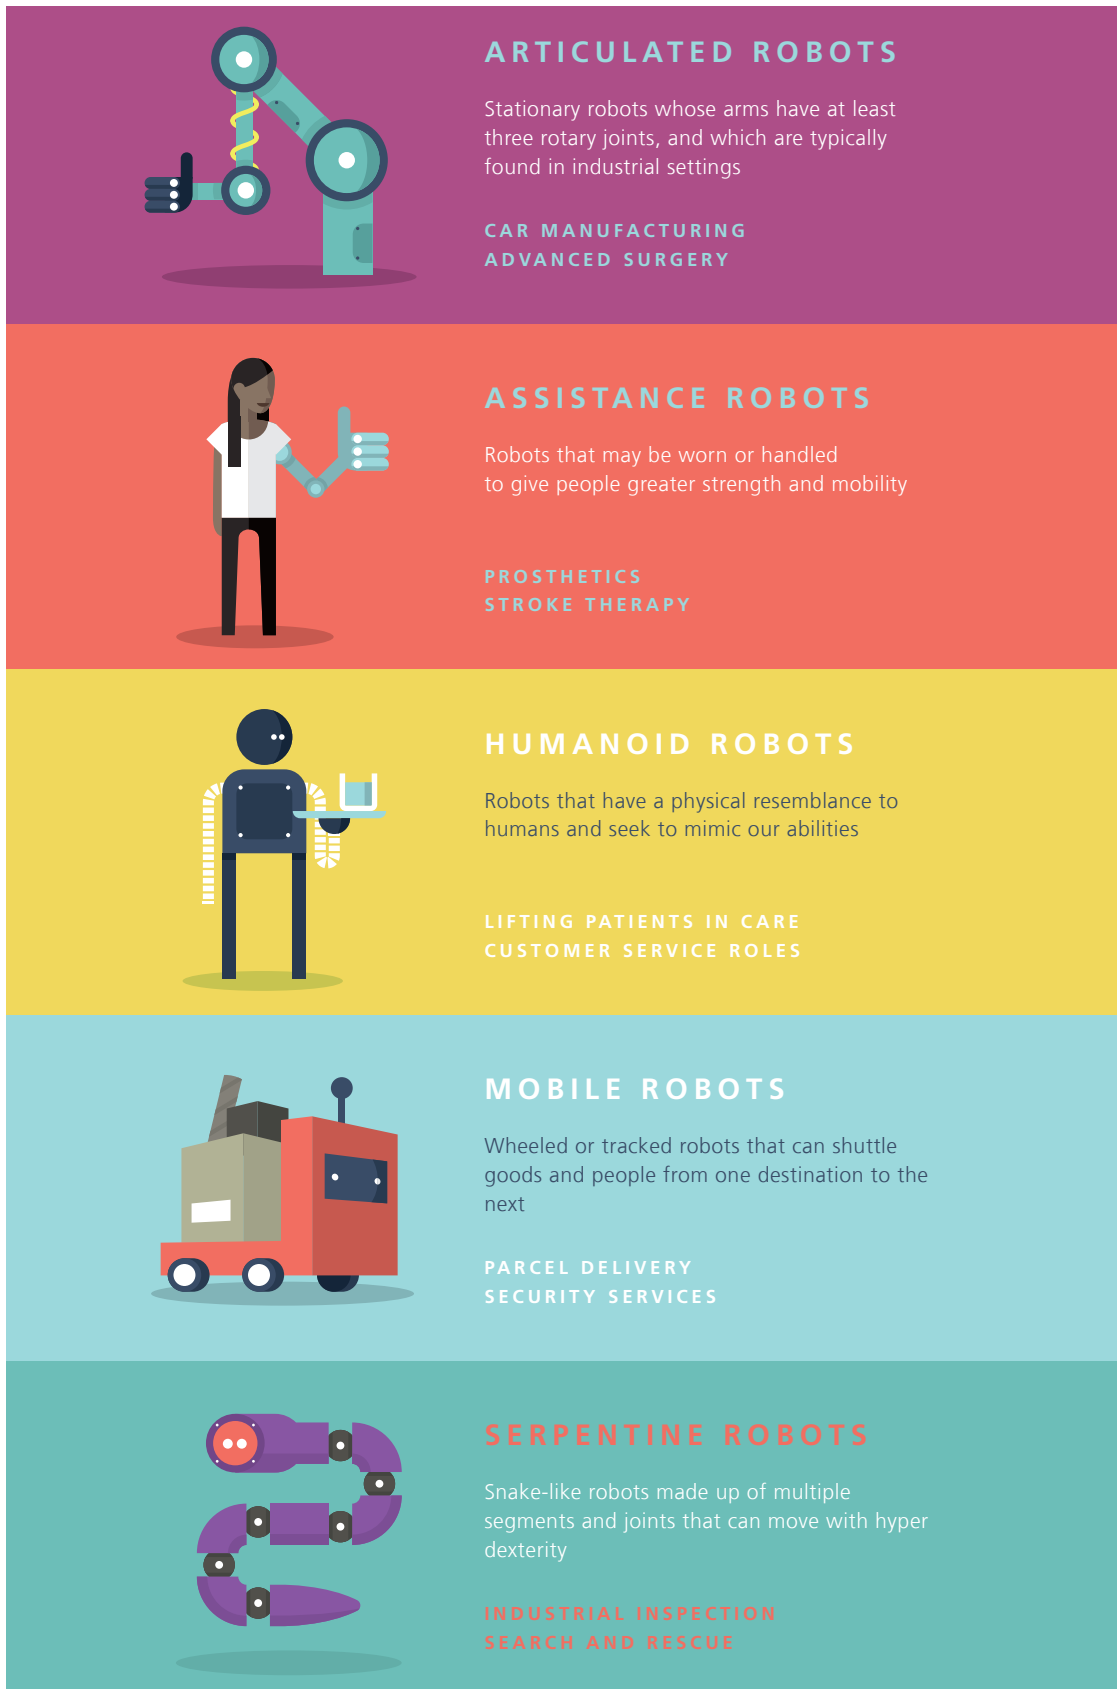 ARTICULATED ROBOTS
Stationary robots whose arms have at least
three rotary joints, and which are typically
found in industrial settings
CAR MANUFACTURING
ADVANCED SURGERY
ASSISTANCE ROBOTS
Robots that may be worn or handled
to give people greater strength and mobility
PROSTHETICS
STROKE THERAPY
HUMANOID ROBOTS
Robots that have a physical resemblance to
humans and seek to mimic our abilities
LIFTING PATIENTS IN CARE
CUSTOMER SERVICE ROLES
MOBILE ROBOTS
Wheeled or tracked robots that can shuttle
goods and people from one destination to the
next
PARCEL DELIVERY
SECURITY SERVICES
SERPENTINE ROBOTS
Snake-like robots made up of multiple
segments and joints that can move with hyper
dexterity
INDUSTRIAL INSPECTION
SEARCH AND RESCUE